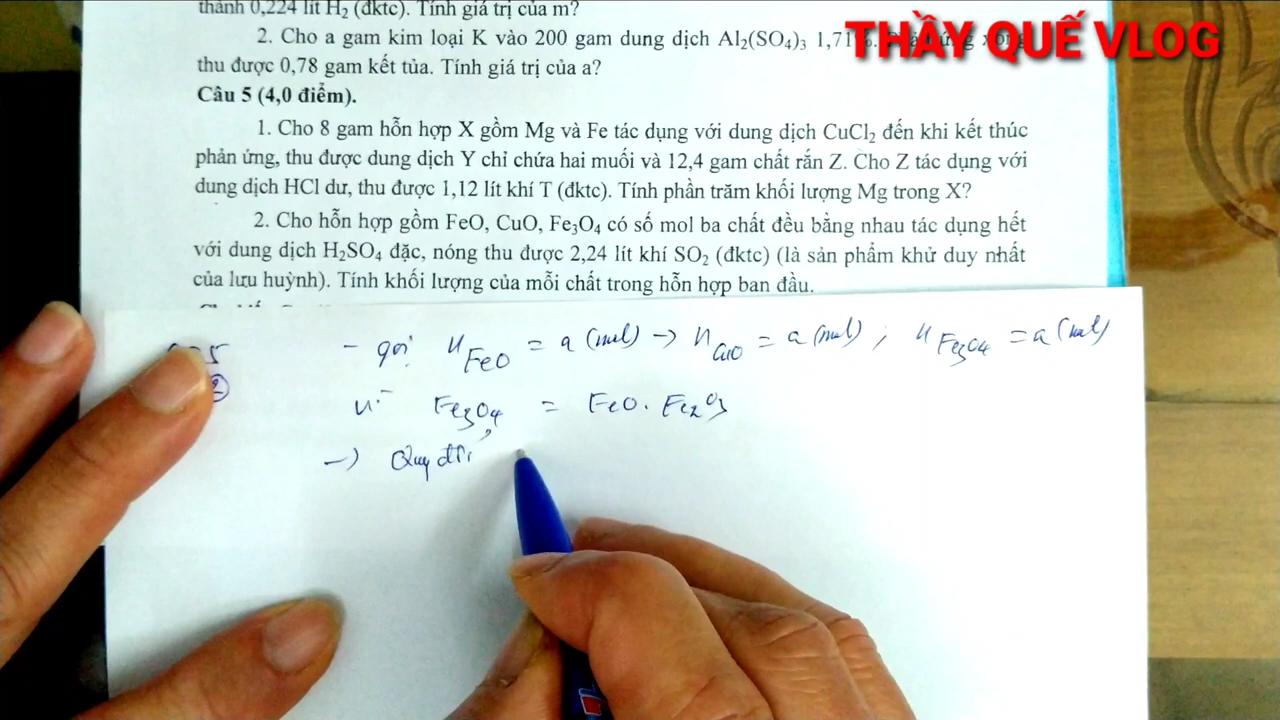 thành 0,224 lít H₂ (đktc). Tính giá trị của m?
THẦY QUẾ VLOG
2. Cho a gam kim loại K vào 200 gam dung dịch Al₂(SO₄)₃ 1,71
thu được 0,78 gam kết tủa. Tính giá trị của a?
Câu 5 (4,0 điểm).
1. Cho 8 gam hỗn hợp X gồm Mg và Fe tác dụng với dung dịch CuCl₂ đến khi kết thúc
phản ứng, thu được dung dịch Y chỉ chứa hai muối và 12,4 gam chất rắn Z. Cho Z tác dụng với
dung dịch HCl dư, thu được 1,12 lít khí T (đktc). Tính phần trăm khối lượng Mg trong X?
2. Cho hỗn hợp gồm FeO, CuO, Fe₃O₄ có số mol ba chất đều bằng nhau tác dụng hết
với dung dịch H₂SO₄ đặc, nóng thu được 2,24 lít khí SO₂ (đktc) (là sản phẩm khử duy nhất
của lưu huỳnh). Tính khối lượng của mỗi chất trong hỗn hợp ban đầu.
5 - gọi n FeO = a (mol) → n CuO = a (mol) ; n Fe₃O₄ = a (mol)
② Vì Fe₃O₄ = FeO . Fe₂O₃
→ Quy đổi